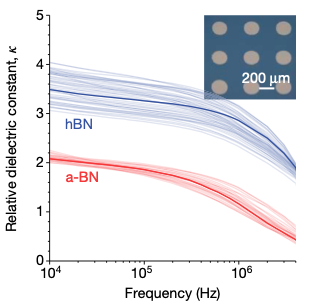 Relative dielectric constant, κ
5
4
3
2
1
0
200 μm
hBN
a-BN
10⁴
10⁵
10⁶
Frequency (Hz)